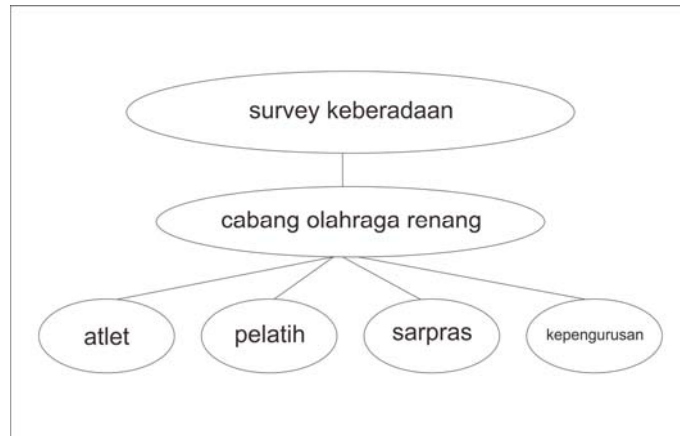 survey keberadaan
cabang olahraga renang
atlet
pelatih
sarpras
kepengurusan